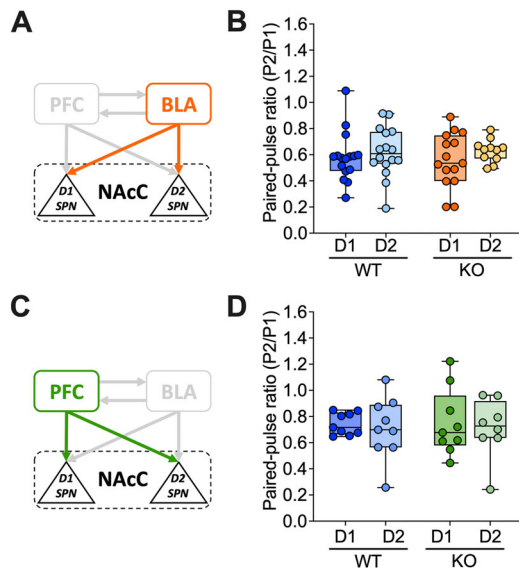 A
PFC
BLA
D1
SPN
NAcC
D2
SPN
B
Paired-pulse ratio (P2/P1)
1.6
1.4
1.2
1.0
0.8
0.6
0.4
0.2
0.0
D1
D2
D1
D2
WT
KO
C
PFC
BLA
D1
SPN
NAcC
D2
SPN
D
Paired-pulse ratio (P2/P1)
1.6
1.4
1.2
1.0
0.8
0.6
0.4
0.2
0.0
D1
D2
D1
D2
WT
KO